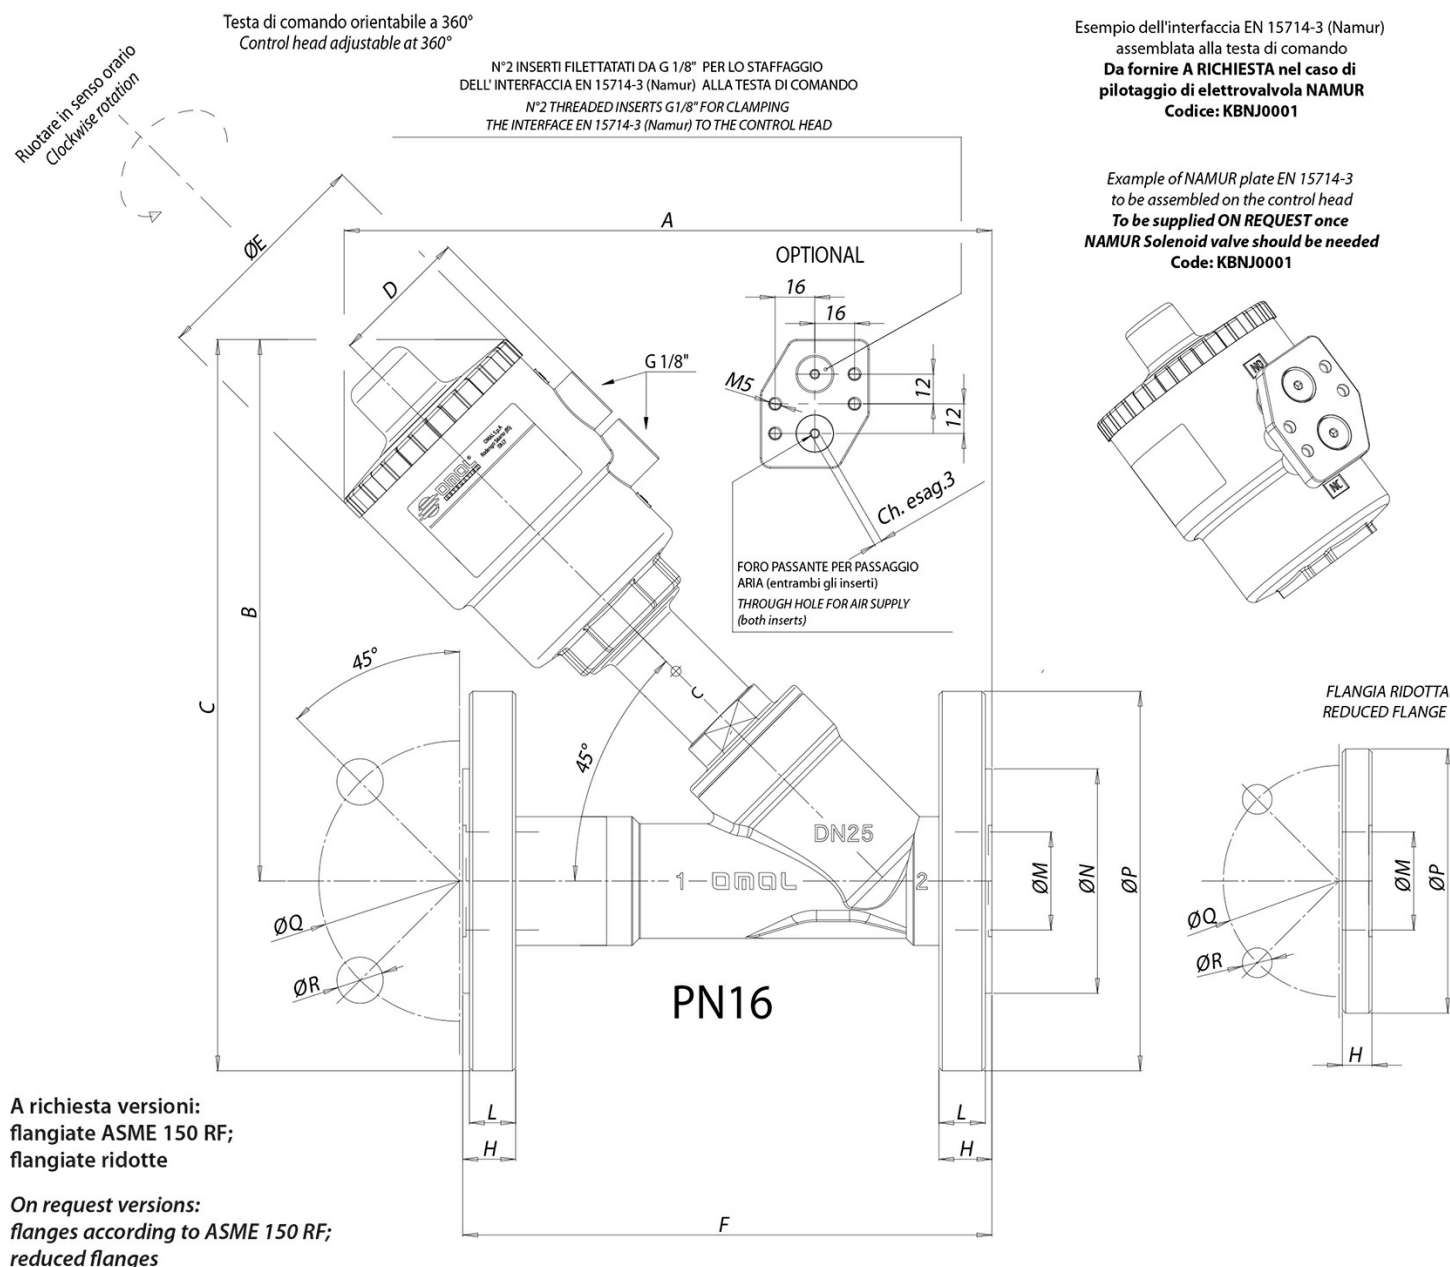 Testa di comando orientabile a 360°
Control head adjustable at 360°
Ruotare in senso orario
Clockwise rotation
N°2 INSERTI FILETTATATI DA G 1/8" PER LO STAFFAGGIO
DELL' INTERFACCIA EN 15714-3 (Namur) ALLA TESTA DI COMANDO
N°2 THREADED INSERTS G1/8" FOR CLAMPING
THE INTERFACE EN 15714-3 (Namur) TO THE CONTROL HEAD
Esempio dell'interfaccia EN 15714-3 (Namur)
assemblata alla testa di comando
Da fornire A RICHIESTA nel caso di
pilotaggio di elettrovalvola NAMUR
Codice: KBNJ0001
Example of NAMUR plate EN 15714-3
to be assembled on the control head
To be supplied ON REQUEST once
NAMUR Solenoid valve should be needed
Code: KBNJ0001
A
ØE
D
OPTIONAL
16
16
M5
12
12
G 1/8"
Ch. esag.3
NO
NC
OMAL S.p.A.
Rodengo Saiano (BS)
ITALY
OMAL
®
FORO PASSANTE PER PASSAGGIO
ARIA (entrambi gli inserti)
THROUGH HOLE FOR AIR SUPPLY
(both inserts)
B
C
45°
45°
C
DN25
1 OMAL 2
ØM
ØN
ØP
ØQ
ØR
PN16
FLANGIA RIDOTTA
REDUCED FLANGE
ØQ
ØR
ØM
ØP
H
L
L
H
H
F
A richiesta versioni:
flangiate ASME 150 RF;
flangiate ridotte
On request versions:
flanges according to ASME 150 RF;
reduced flanges